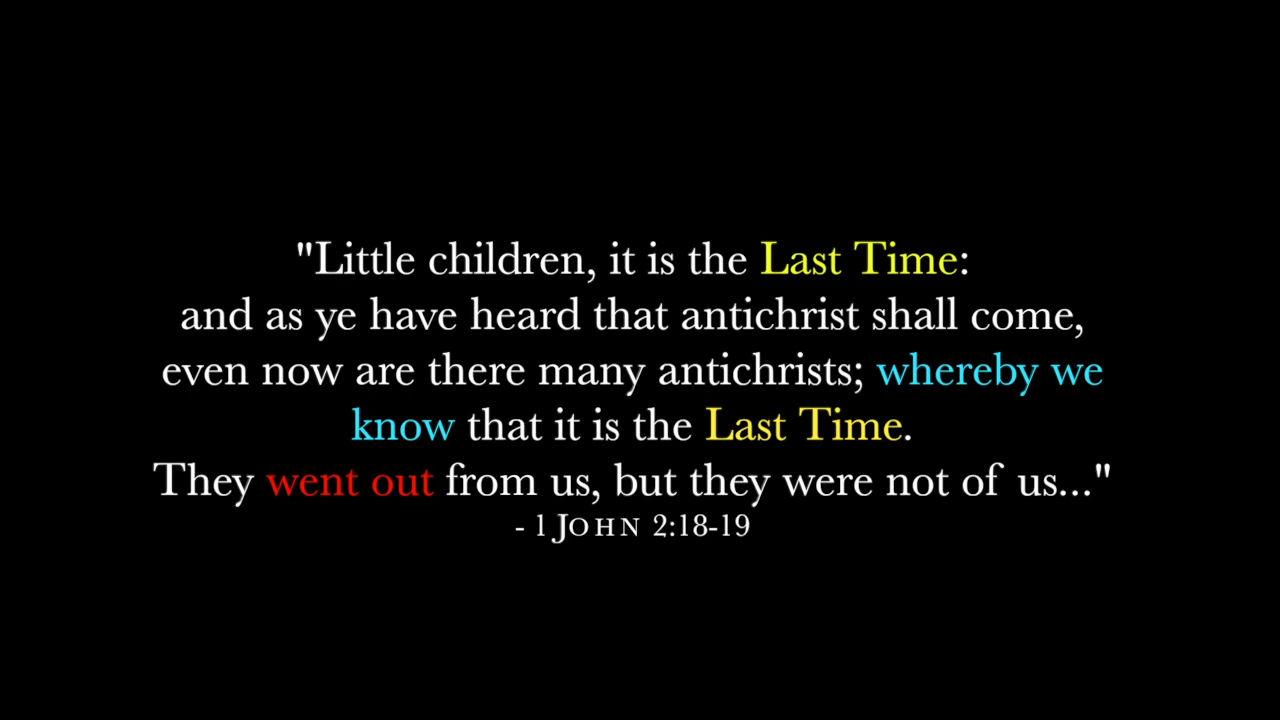 "Little children, it is the Last Time:
and as ye have heard that antichrist shall come,
even now are there many antichrists; whereby we
know that it is the Last Time.
They went out from us, but they were not of us..."
- 1 JOHN 2:18-19